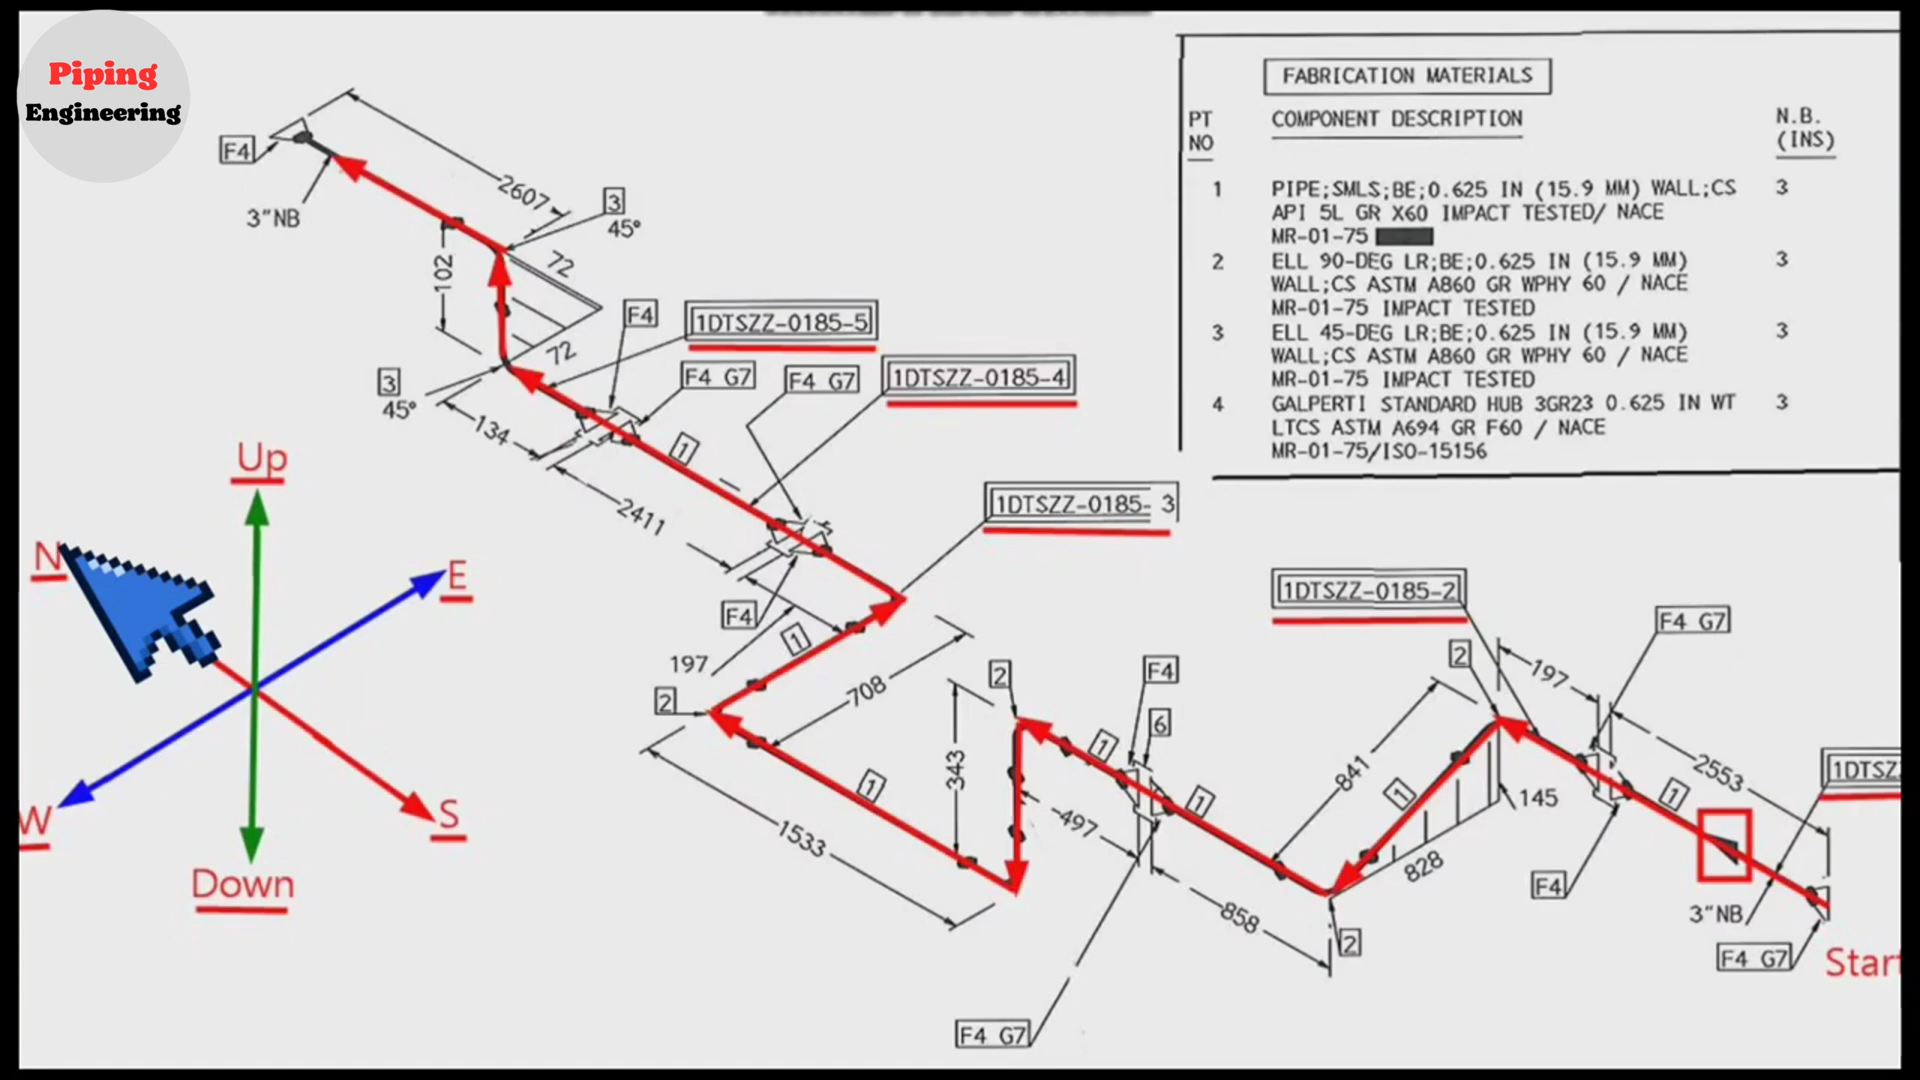 Piping
Engineering
FABRICATION MATERIALS
PT
NO
COMPONENT DESCRIPTION
N.B.
(INS)
1 PIPE;SMLS;BE;0.625 IN (15.9 MM) WALL;CS 3
API 5L GR X60 IMPACT TESTED/ NACE
MR-01-75
2 ELL 90-DEG LR;BE;0.625 IN (15.9 MM) 3
WALL;CS ASTM A860 GR WPHY 60 / NACE
MR-01-75 IMPACT TESTED
3 ELL 45-DEG LR;BE;0.625 IN (15.9 MM) 3
WALL;CS ASTM A860 GR WPHY 60 / NACE
MR-01-75 IMPACT TESTED
4 GALPERTI STANDARD HUB 3GR23 0.625 IN WT 3
LTCS ASTM A694 GR F60 / NACE
MR-01-75/ISO-15156
F4
3"NB
2607
3
45°
102
72
72
F4
1DTSZZ-0185-5
F4 G7
F4 G7
1DTSZZ-0185-4
3
45°
134
1
2411
1DTSZZ-0185- 3
F4
1
197
2
708
1
1533
2
343
F4
6
1
497
1
858
F4 G7
1DTSZZ-0185-2
2
197
F4 G7
841
1
145
828
2
2553
1
1DTSZ
F4
3"NB
F4 G7
Start
Up
N
E
W
S
Down